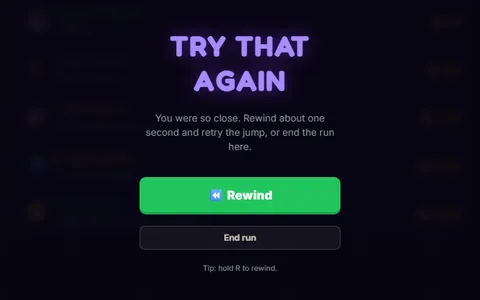 TRY THAT
AGAIN
You were so close. Rewind about one
second and retry the jump, or end the run
here.
⏪ Rewind
End run
Tip: hold R to rewind.